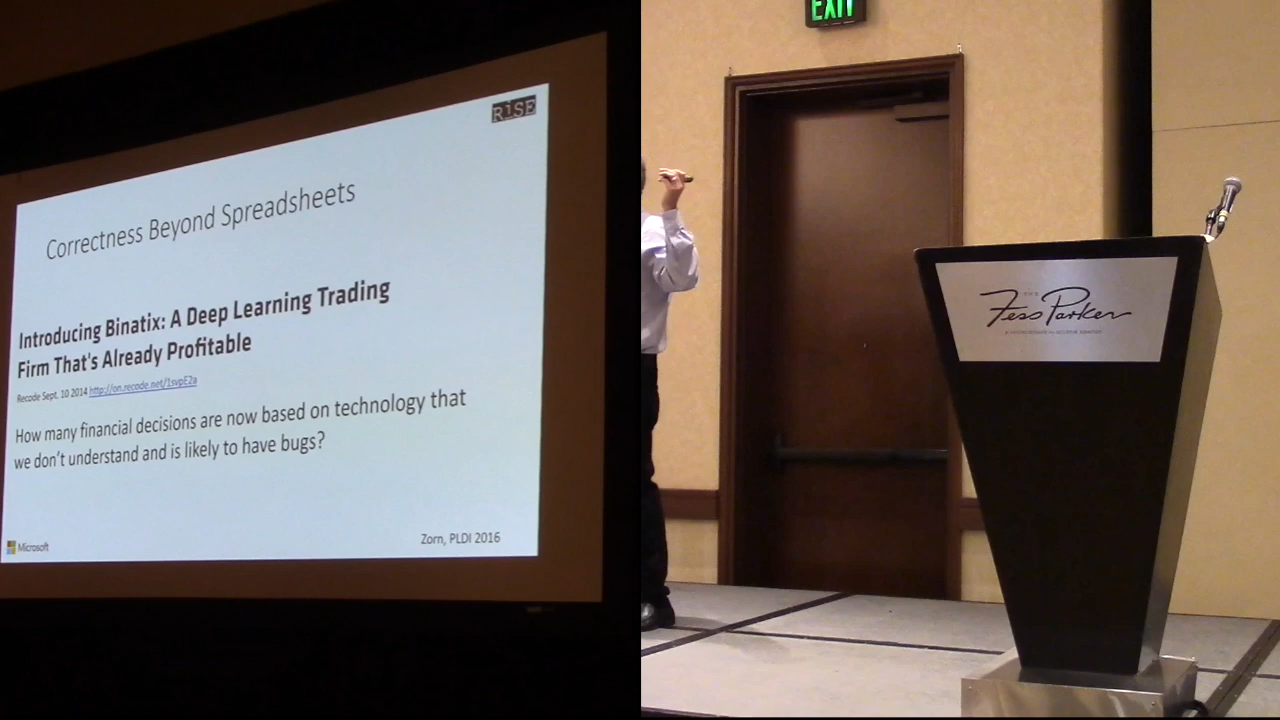 RiSE
Correctness Beyond Spreadsheets
Introducing Binatix: A Deep Learning Trading
Firm That's Already Profitable
Recode Sept. 10 2014 http://on.recode.net/1svpE2a
How many financial decisions are now based on technology that
we don't understand and is likely to have bugs?
Microsoft
Zorn, PLDI 2016
EXIT
THE
Fess Parker